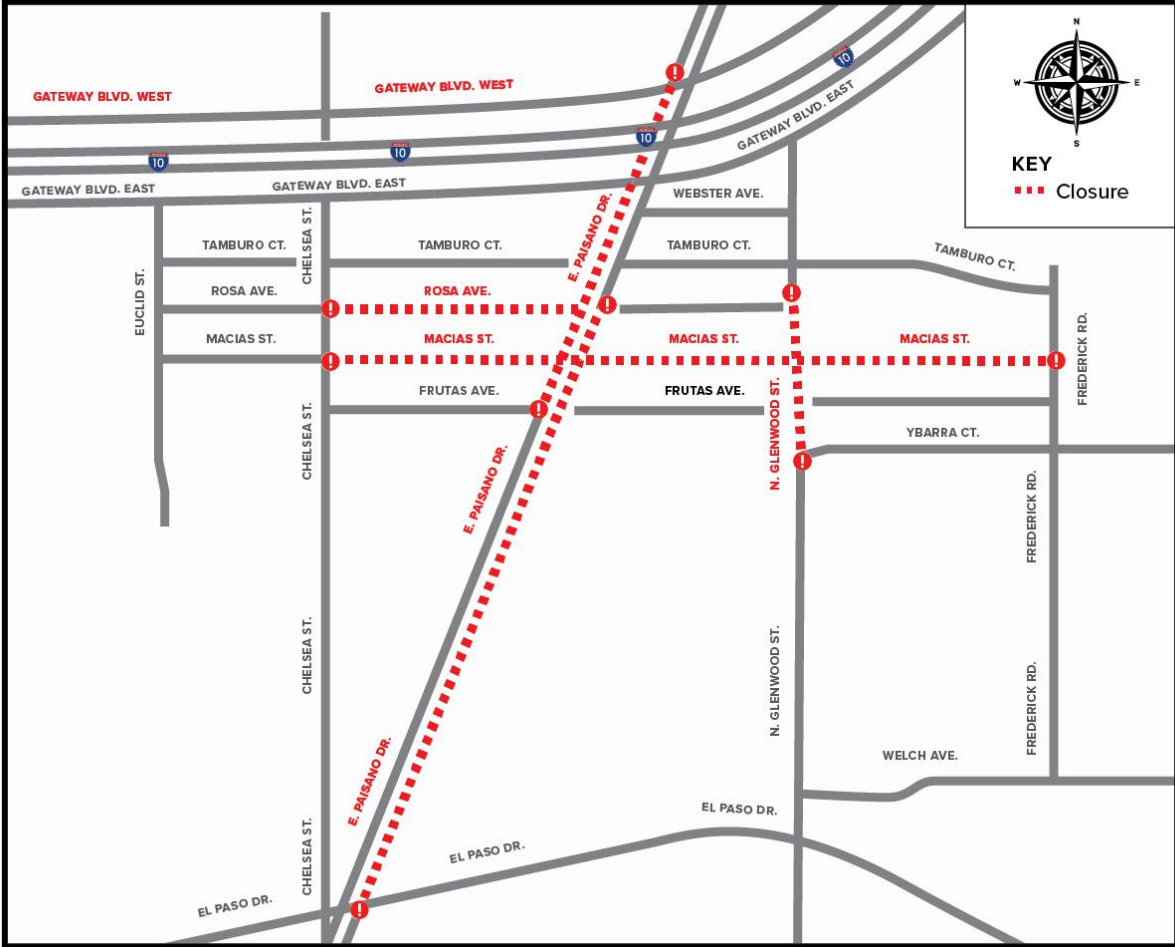 N
W
E
S
KEY
Closure
GATEWAY BLVD. WEST
GATEWAY BLVD. WEST
10
10
10
10
GATEWAY BLVD. EAST
GATEWAY BLVD. EAST
GATEWAY BLVD. EAST
WEBSTER AVE.
CHELSEA ST.
E. PAISANO DR.
TAMBURO CT.
TAMBURO CT.
TAMBURO CT.
TAMBURO CT.
EUCLID ST.
ROSA AVE.
ROSA AVE.
MACIAS ST.
MACIAS ST.
MACIAS ST.
MACIAS ST.
FREDERICK RD.
FRUTAS AVE.
FRUTAS AVE.
CHELSEA ST.
N. GLENWOOD ST.
YBARRA CT.
E. PAISANO DR.
FREDERICK RD.
CHELSEA ST.
N. GLENWOOD ST.
FREDERICK RD.
WELCH AVE.
E. PAISANO DR.
EL PASO DR.
CHELSEA ST.
EL PASO DR.
EL PASO DR.